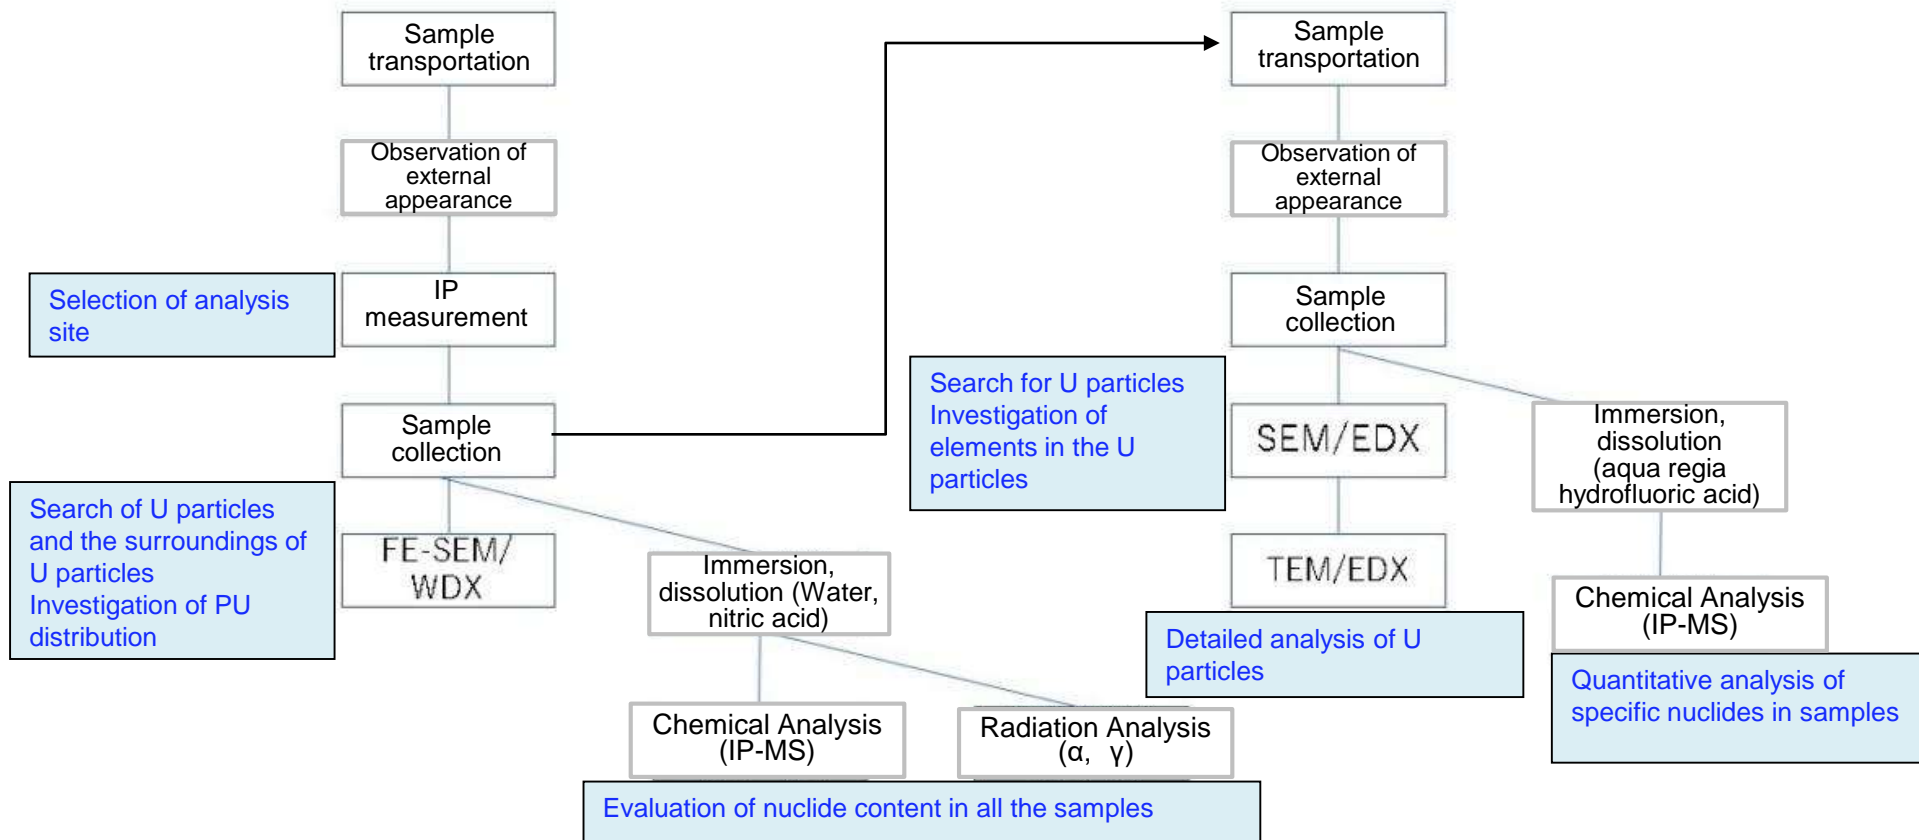 Sample
transportation
Observation of
external
appearance
Selection of analysis
site
IP
measurement
Sample
collection
Search of U particles
and the surroundings of
U particles
Investigation of PU
distribution
FE-SEM/
WDX
Immersion,
dissolution (Water,
nitric acid)
Chemical Analysis
(IP-MS)
Radiation Analysis
(α, γ)
Evaluation of nuclide content in all the samples
Sample
transportation
Observation of
external
appearance
Sample
collection
Search for U particles
Investigation of
elements in the U
particles
SEM/EDX
TEM/EDX
Detailed analysis of U
particles
Immersion,
dissolution
(aqua regia
hydrofluoric acid)
Chemical Analysis
(IP-MS)
Quantitative analysis of
specific nuclides in samples